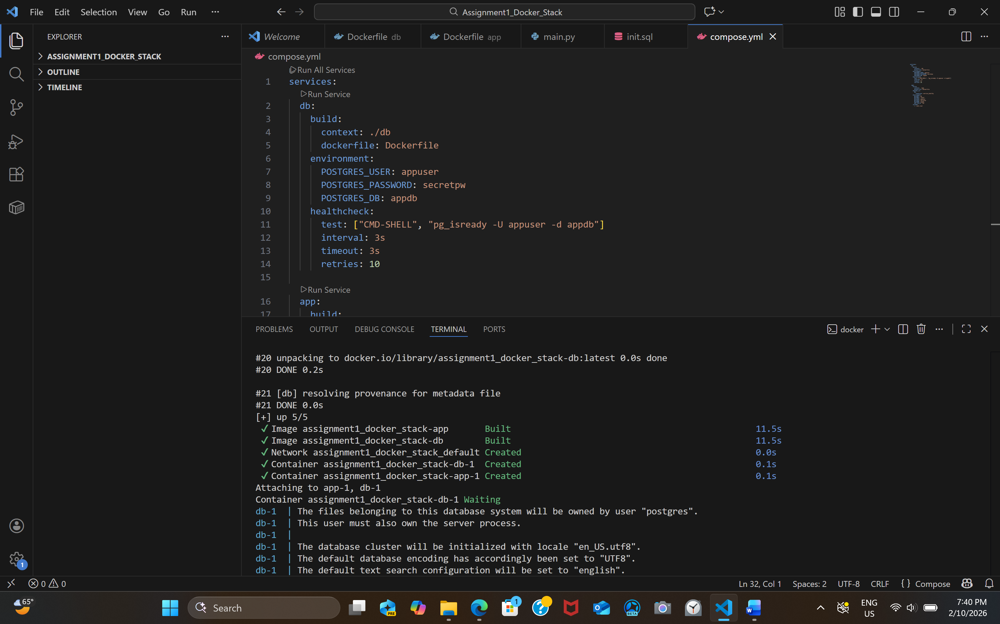 File Edit Selection View Go Run ···
Assignment1_Docker_Stack
EXPLORER
ASSIGNMENT1_DOCKER_STACK
OUTLINE
TIMELINE
Welcome
Dockerfile db
Dockerfile app
main.py
init.sql
compose.yml
compose.yml
Run All Services
1 services:
Run Service
2 db:
3 build:
4 context: ./db
5 dockerfile: Dockerfile
6 environment:
7 POSTGRES_USER: appuser
8 POSTGRES_PASSWORD: secretpw
9 POSTGRES_DB: appdb
10 healthcheck:
11 test: ["CMD-SHELL", "pg_isready -U appuser -d appdb"]
12 interval: 3s
13 timeout: 3s
14 retries: 10
15
Run Service
16 app:
17 build:
PROBLEMS OUTPUT DEBUG CONSOLE TERMINAL PORTS
docker
#20 unpacking to docker.io/library/assignment1_docker_stack-db:latest 0.0s done
#20 DONE 0.2s
#21 [db] resolving provenance for metadata file
#21 DONE 0.0s
[+] up 5/5
✓ Image assignment1_docker_stack-app Built 11.5s
✓ Image assignment1_docker_stack-db Built 11.5s
✓ Network assignment1_docker_stack_default Created 0.0s
✓ Container assignment1_docker_stack-db-1 Created 0.1s
✓ Container assignment1_docker_stack-app-1 Created 0.1s
Attaching to app-1, db-1
Container assignment1_docker_stack-db-1 Waiting
db-1 | The files belonging to this database system will be owned by user "postgres".
db-1 | This user must also own the server process.
db-1 |
db-1 | The database cluster will be initialized with locale "en_US.utf8".
db-1 | The default database encoding has accordingly been set to "UTF8".
db-1 | The default text search configuration will be set to "english".
1
0 0
Ln 32, Col 1 Spaces: 2 UTF-8 CRLF { } Compose
65°
Search
PRE
1
BETA
ENG
US
7:40 PM
2/10/2026